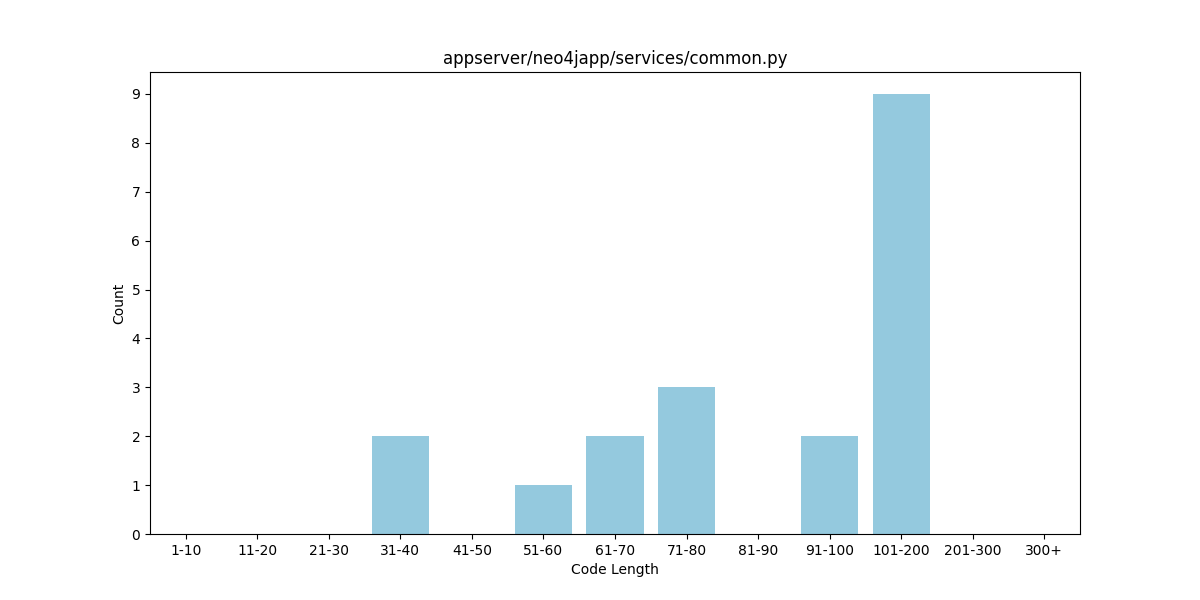 appserver/neo4japp/services/common.py
Count
9
8
7
6
5
4
3
2
1
0
1-10 11-20 21-30 31-40 41-50 51-60 61-70 71-80 81-90 91-100 101-200 201-300 300+
Code Length